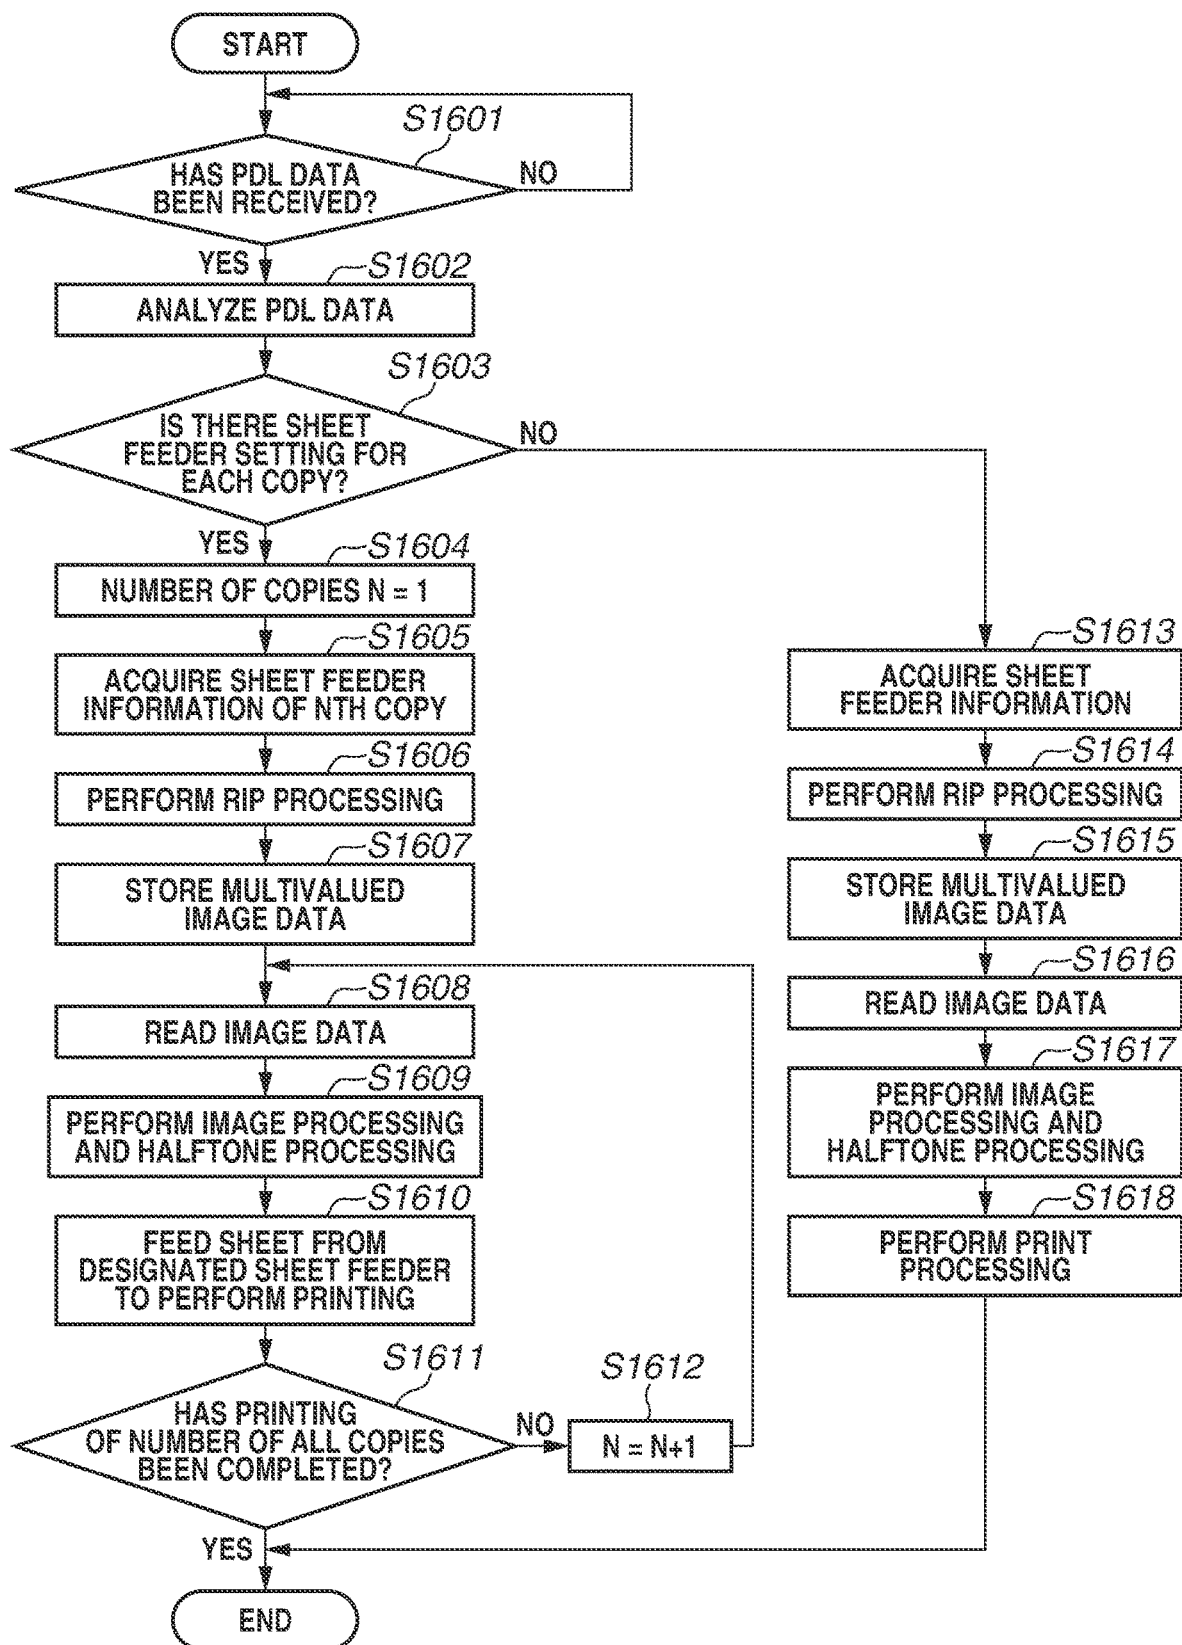 START
S1601
HAS PDL DATA
BEEN RECEIVED?
NO
YES
S1602
ANALYZE PDL DATA
S1603
IS THERE SHEET
FEEDER SETTING FOR
EACH COPY?
NO
YES
S1604
NUMBER OF COPIES N = 1
S1605
ACQUIRE SHEET FEEDER
INFORMATION OF NTH COPY
S1606
PERFORM RIP PROCESSING
S1607
STORE MULTIVALUED
IMAGE DATA
S1608
READ IMAGE DATA
S1609
PERFORM IMAGE PROCESSING
AND HALFTONE PROCESSING
S1610
FEED SHEET FROM
DESIGNATED SHEET FEEDER
TO PERFORM PRINTING
S1611
HAS PRINTING
OF NUMBER OF ALL COPIES
BEEN COMPLETED?
NO
S1612
N = N+1
YES
S1613
ACQUIRE SHEET
FEEDER INFORMATION
S1614
PERFORM RIP PROCESSING
S1615
STORE MULTIVALUED
IMAGE DATA
S1616
READ IMAGE DATA
S1617
PERFORM IMAGE
PROCESSING AND
HALFTONE PROCESSING
S1618
PERFORM PRINT
PROCESSING
END